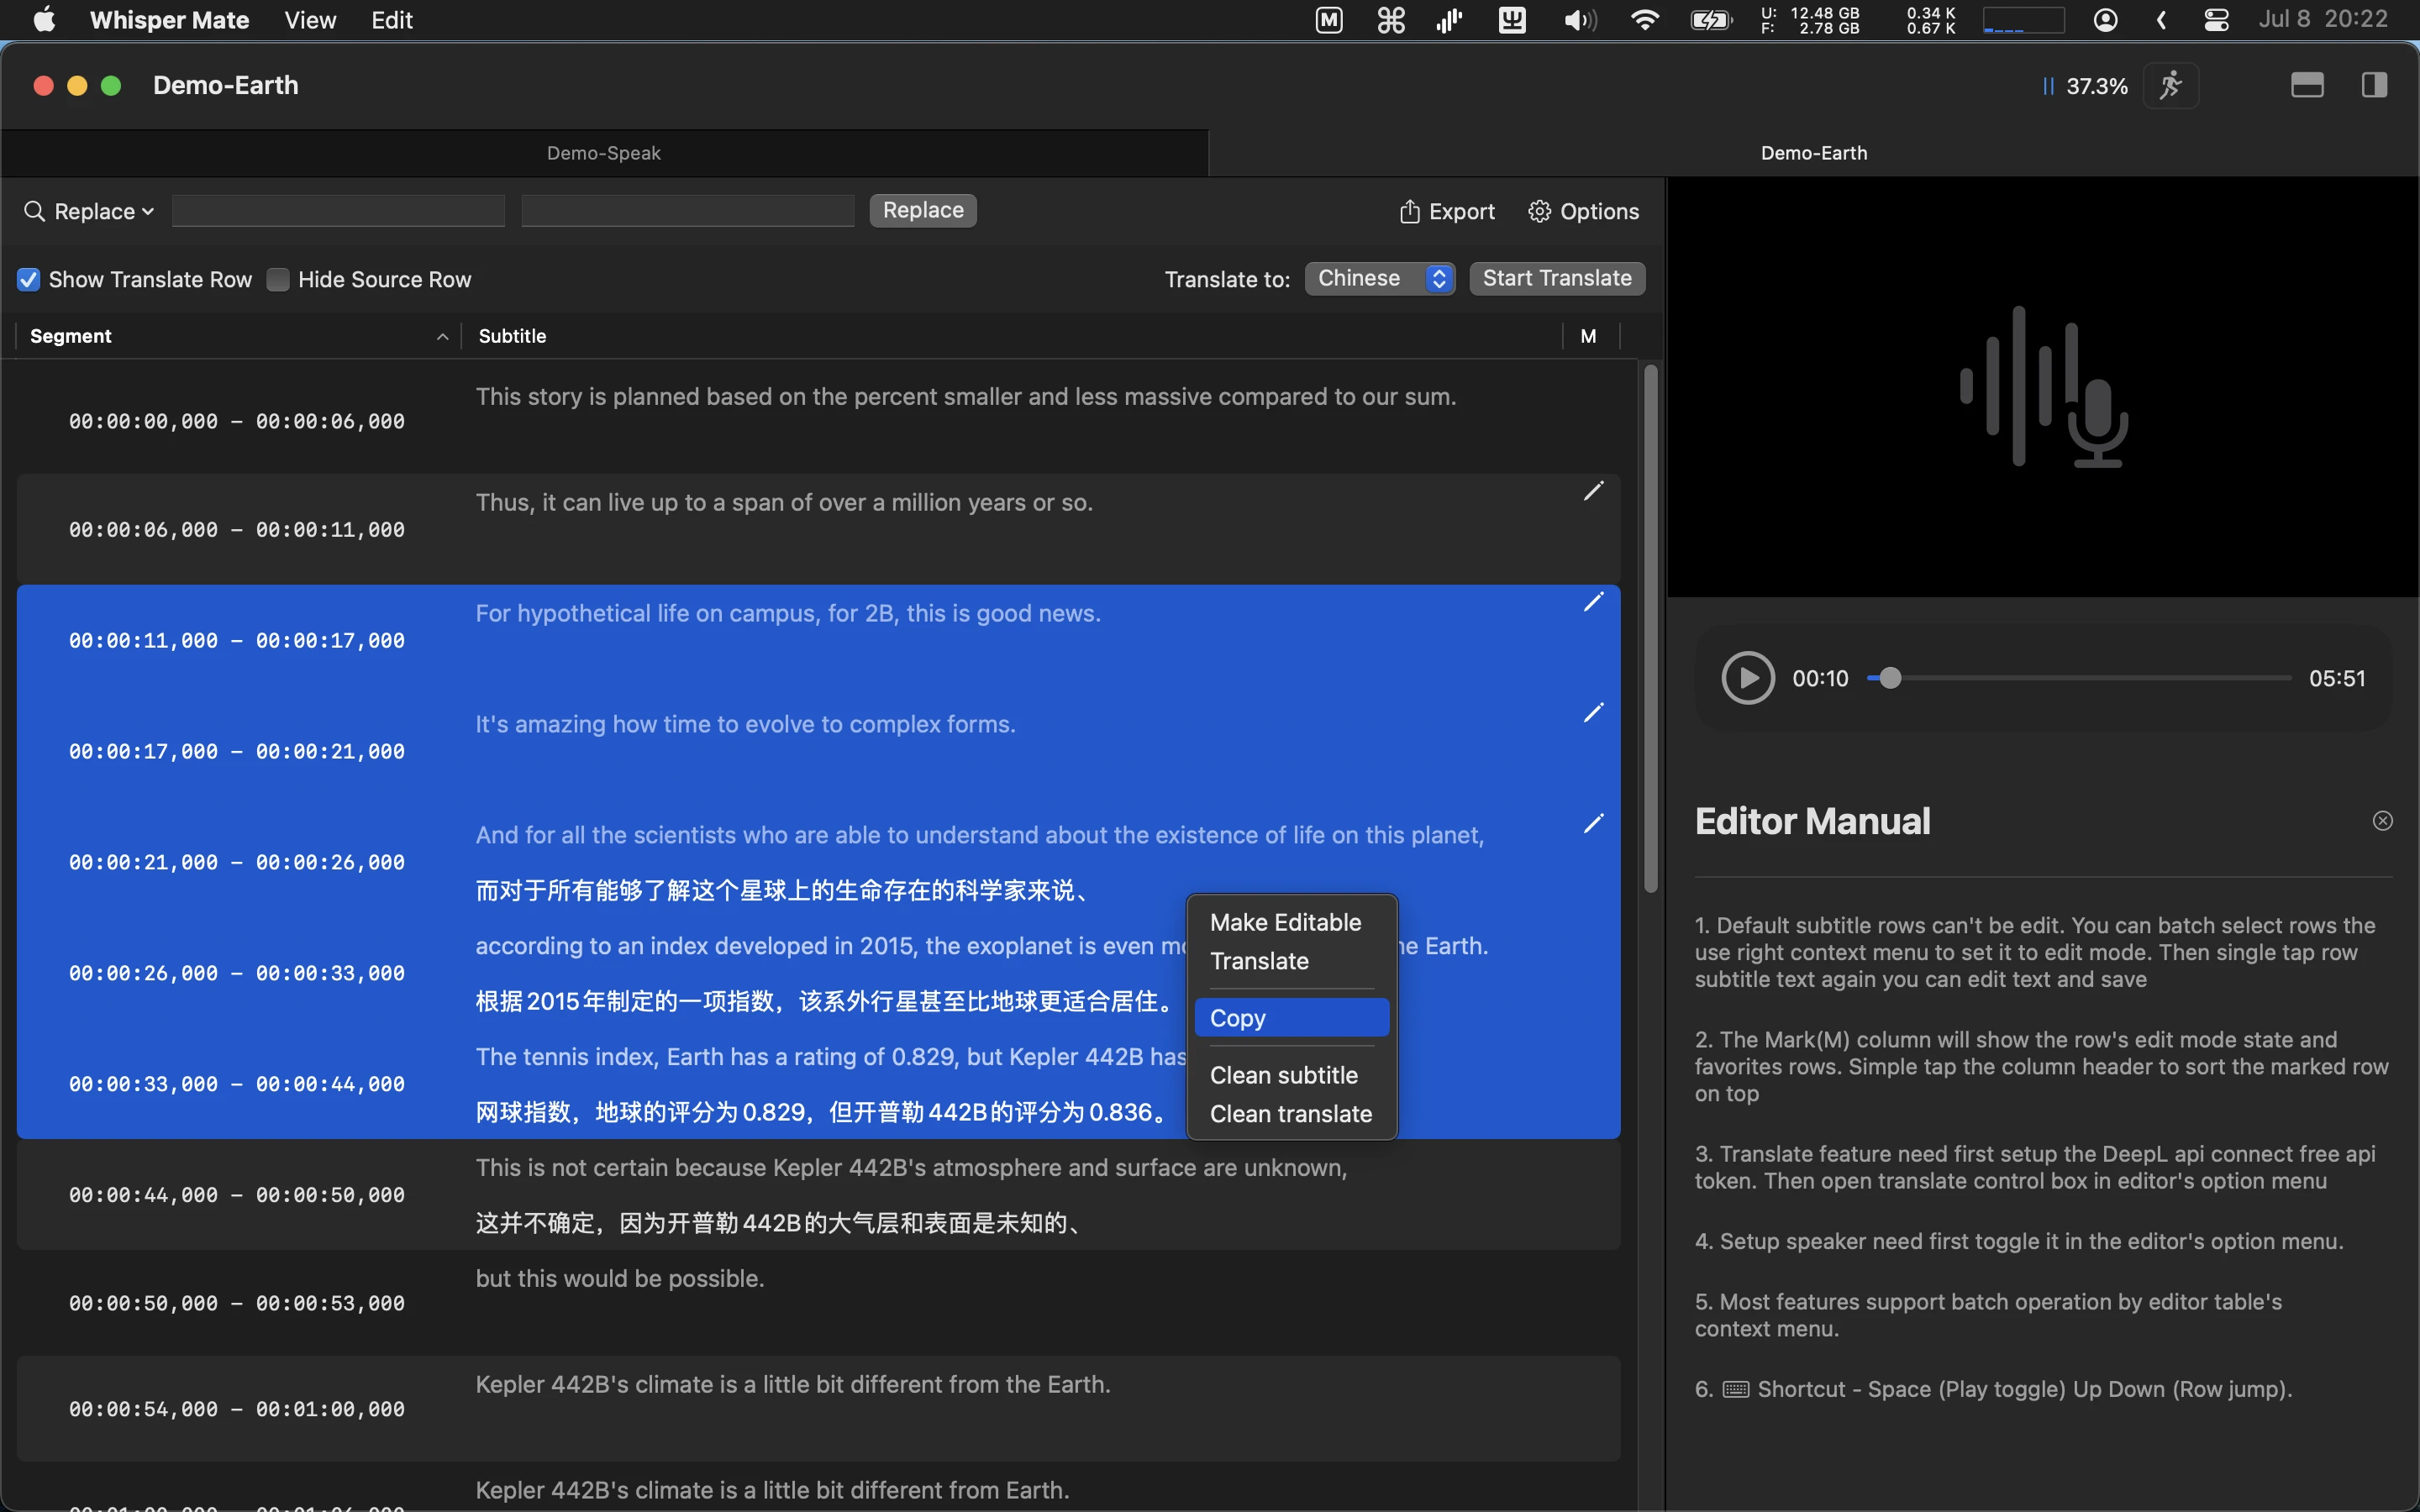 Whisper Mate View Edit
U: 12.48 GB 0.34 K
F: 2.78 GB 0.67 K
Jul 8 20:22
Demo-Earth
37.3%
Demo-Speak
Demo-Earth
Replace
Replace
Export
Options
Show Translate Row
Hide Source Row
Translate to: Chinese
Start Translate
Segment
Subtitle
M
00:00:00,000 – 00:00:06,000
This story is planned based on the percent smaller and less massive compared to our sum.
00:00:06,000 – 00:00:11,000
Thus, it can live up to a span of over a million years or so.
00:00:11,000 – 00:00:17,000
For hypothetical life on campus, for 2B, this is good news.
00:00:17,000 – 00:00:21,000
It's amazing how time to evolve to complex forms.
00:00:21,000 – 00:00:26,000
And for all the scientists who are able to understand about the existence of life on this planet,
而对于所有能够了解这个星球上的生命存在的科学家来说、
00:00:26,000 – 00:00:33,000
according to an index developed in 2015, the exoplanet is even Earth.
根据2015年制定的一项指数，该系外行星甚至比地球更适合居住。
00:00:33,000 – 00:00:44,000
The tennis index, Earth has a rating of 0.829, but Kepler 442B has
网球指数，地球的评分为0.829，但开普勒442B的评分为0.836。
Make Editable
Translate
Copy
Clean subtitle
Clean translate
00:00:44,000 – 00:00:50,000
This is not certain because Kepler 442B's atmosphere and surface are unknown,
这并不确定，因为开普勒442B的大气层和表面是未知的、
00:00:50,000 – 00:00:53,000
but this would be possible.
00:00:54,000 – 00:01:00,000
Kepler 442B's climate is a little bit different from the Earth.
Kepler 442B's climate is a little bit different from Earth.
00:10
05:51
Editor Manual
1. Default subtitle rows can't be edit. You can batch select rows the
use right context menu to set it to edit mode. Then single tap row
subtitle text again you can edit text and save
2. The Mark(M) column will show the row's edit mode state and
favorites rows. Simple tap the column header to sort the marked row
on top
3. Translate feature need first setup the DeepL api connect free api
token. Then open translate control box in editor's option menu
4. Setup speaker need first toggle it in the editor's option menu.
5. Most features support batch operation by editor table's
context menu.
6. Shortcut - Space (Play toggle) Up Down (Row jump).